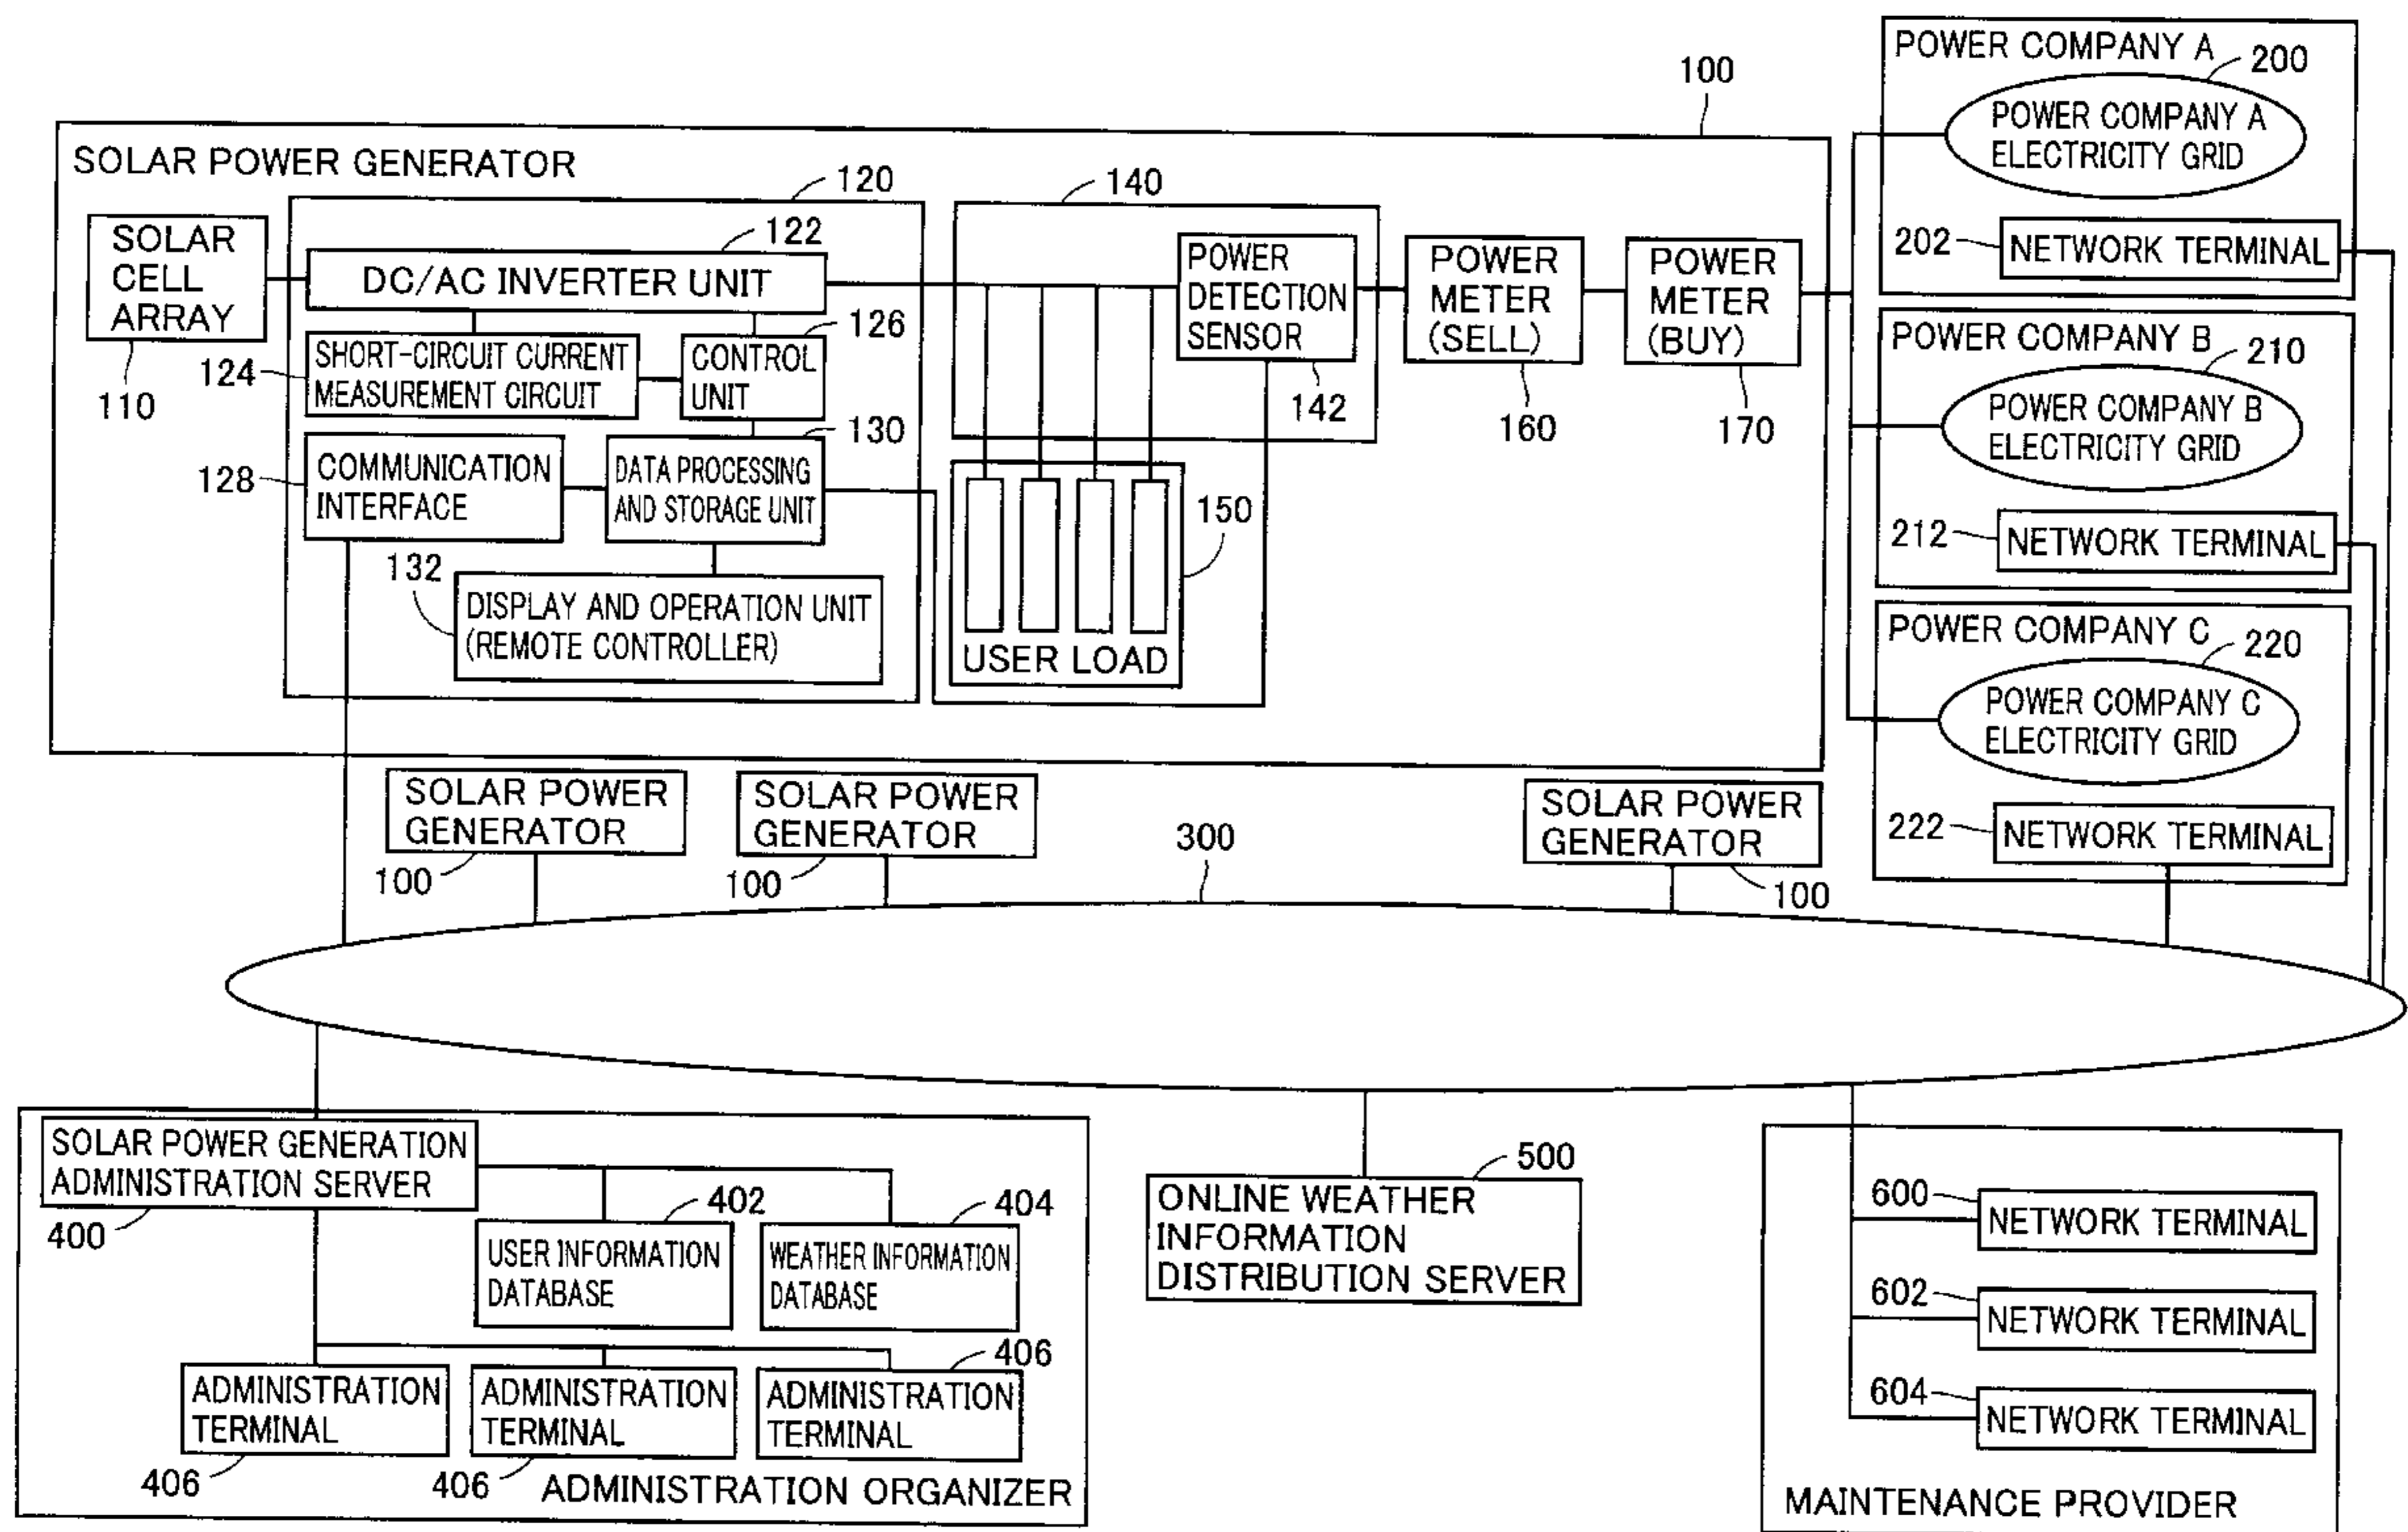 100
SOLAR POWER GENERATOR
120
SOLAR
CELL
ARRAY
110
122
DC/AC INVERTER UNIT
124
SHORT-CIRCUIT CURRENT
MEASUREMENT CIRCUIT
126
CONTROL
UNIT
128
COMMUNICATION
INTERFACE
130
DATA PROCESSING
AND STORAGE UNIT
132
DISPLAY AND OPERATION UNIT
(REMOTE CONTROLLER)
140
POWER
DETECTION
SENSOR
142
150
USER LOAD
POWER
METER
(SELL)
160
POWER
METER
(BUY)
170
POWER COMPANY A
200
POWER COMPANY A
ELECTRICITY GRID
202
NETWORK TERMINAL
POWER COMPANY B
210
POWER COMPANY B
ELECTRICITY GRID
212
NETWORK TERMINAL
POWER COMPANY C
220
POWER COMPANY C
ELECTRICITY GRID
222
NETWORK TERMINAL
SOLAR POWER
GENERATOR
100
SOLAR POWER
GENERATOR
100
SOLAR POWER
GENERATOR
100
300
SOLAR POWER GENERATION
ADMINISTRATION SERVER
400
402
USER INFORMATION
DATABASE
404
WEATHER INFORMATION
DATABASE
ADMINISTRATION
TERMINAL
406
ADMINISTRATION
TERMINAL
406
406
ADMINISTRATION
TERMINAL
ADMINISTRATION ORGANIZER
500
ONLINE WEATHER
INFORMATION
DISTRIBUTION SERVER
600
NETWORK TERMINAL
602
NETWORK TERMINAL
604
NETWORK TERMINAL
MAINTENANCE PROVIDER